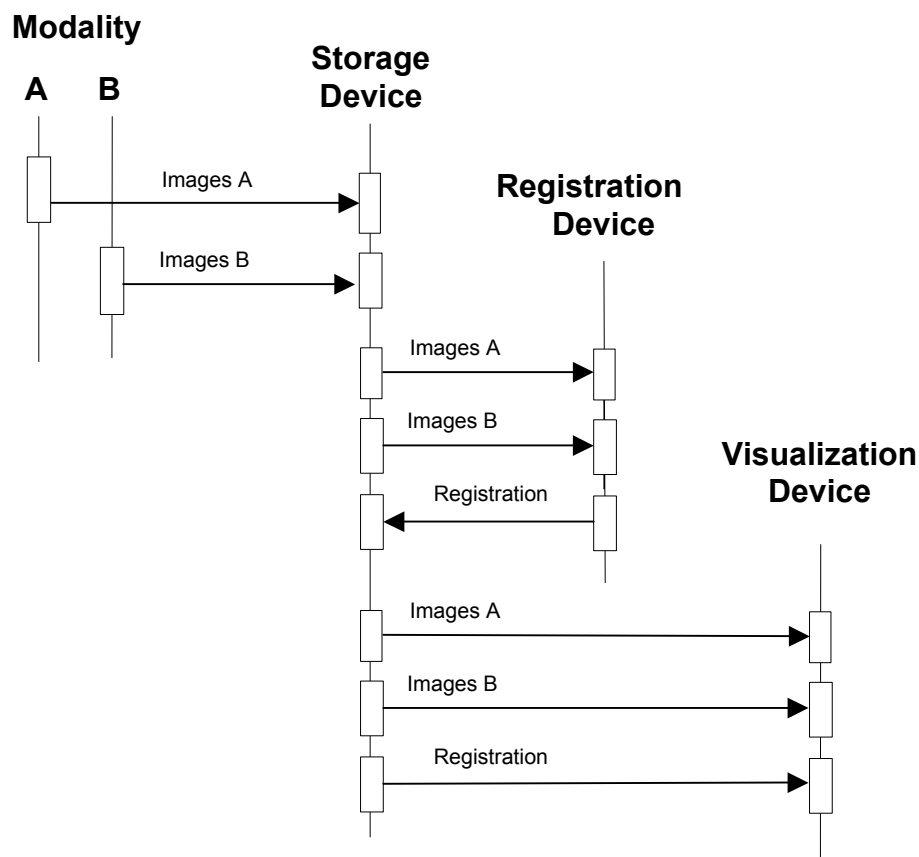 Modality
A
B
Storage
Device
Images A
Registration
Device
Images B
Images A
Images B
Visualization
Device
Registration
Images A
Images B
Registration